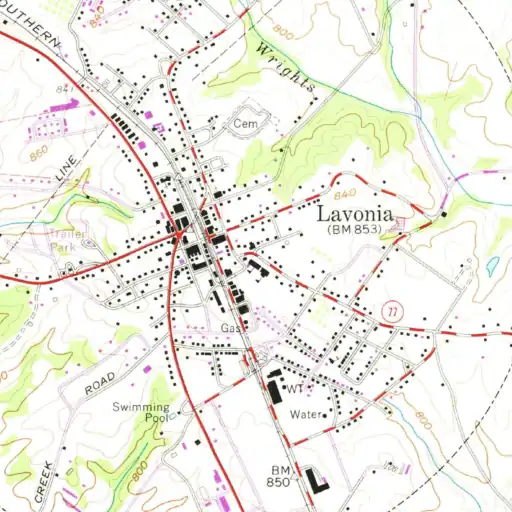 SOUTHERN
820
800
Wrights
841
Cem
860
LINE
840
Lavonia
(BM 853)
Trailer
Park
77
Gas
ROAD
WT
Swimming
Pool
Water
800
800
BM
850
CREEK